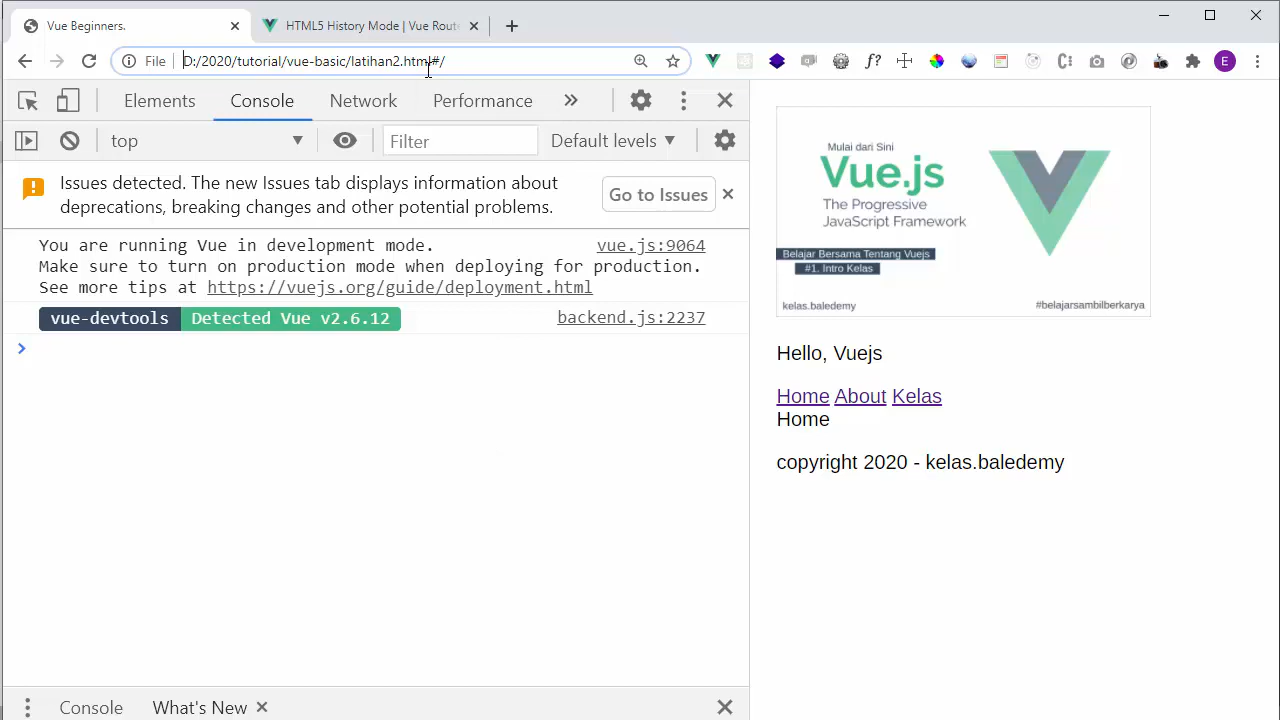 Vue Beginners.
HTML5 History Mode | Vue Route
File
D:/2020/tutorial/vue-basic/latihan2.html#/
f?
E
Elements
Console
Network
Performance
top
Filter
Default levels
Issues detected. The new Issues tab displays information about
deprecations, breaking changes and other potential problems.
Go to Issues
You are running Vue in development mode.
vue.js:9064
Make sure to turn on production mode when deploying for production.
See more tips at https://vuejs.org/guide/deployment.html
vue-devtools Detected Vue v2.6.12
backend.js:2237
Console
What's New
Mulai dari Sini
Vue.js
The Progressive
JavaScript Framework
Belajar Bersama Tentang Vuejs
#1. Intro Kelas
kelas.baledemy
#belajarsambilberkarya
Hello, Vuejs
Home About Kelas
Home
copyright 2020 - kelas.baledemy